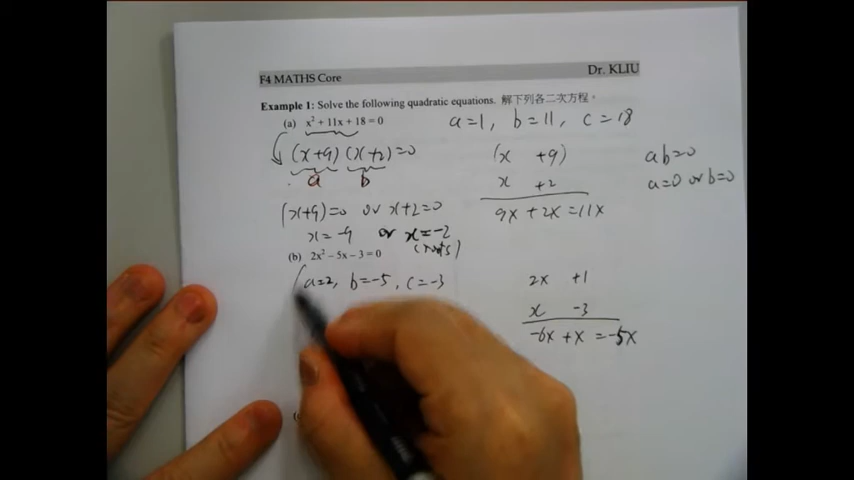 F4 MATHS Core Dr. KLIU
Example 1: Solve the following quadratic equations. 解下列各二次方程。
(a) x² + 11x + 18 = 0
a=1, b=11, c=18
(x+9)(x+2)=0
(x +9)
ab=0
a b
x +2
a=0 or b=0
(x+9)=0 or x+2=0
9x + 2x = 11x
x=-9 or x=-2
(roots)
(b) 2x² – 5x – 3 = 0
a=2, b=-5, c=-3
2x +1
x -3
-6x + x = -5x